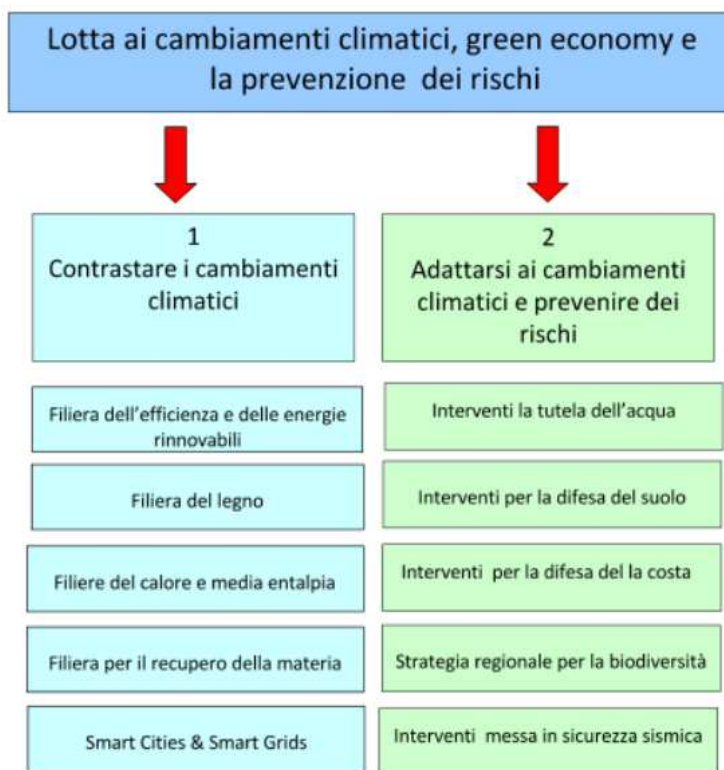 Lotta ai cambiamenti climatici, green economy e
la prevenzione dei rischi
1
Contrastare i cambiamenti
climatici
Filiera dell'efficienza e delle energie
rinnovabili
Filiera del legno
Filiere del calore e media entalpia
Filiera per il recupero della materia
Smart Cities & Smart Grids
2
Adattarsi ai cambiamenti
climatici e prevenire dei
rischi
Interventi la tutela dell'acqua
Interventi per la difesa del suolo
Interventi per la difesa del la costa
Strategia regionale per la biodiversità
Interventi messa in sicurezza sismica